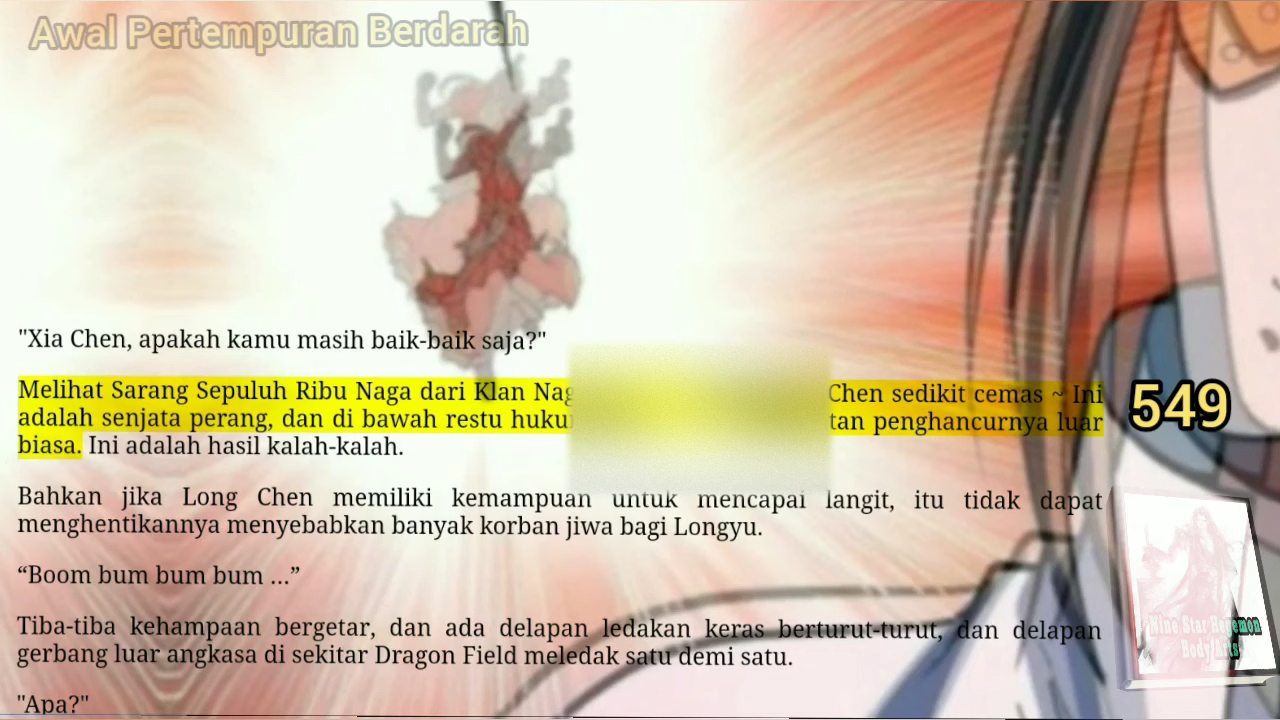 Awal Pertempuran Berdarah
"Xia Chen, apakah kamu masih baik-baik saja?"
Melihat Sarang Sepuluh Ribu Naga dari Klan Chen sedikit cemas ~ Ini
adalah senjata perang, dan di bawah restu penghancurnya luar
biasa. Ini adalah hasil kalah-kalah.
549
Bahkan jika Long Chen memiliki kemampuan untuk mencapai langit, itu tidak dapat
menghentikannya menyebabkan banyak korban jiwa bagi Longyu.
“Boom bum bum bum ...”
Tiba-tiba kehampaan bergetar, dan ada delapan ledakan keras berturut-turut, dan delapan
gerbang luar angkasa di sekitar Dragon Field meledak satu demi satu.
"Apa?"
Nine Star Hegemon
Body Arts